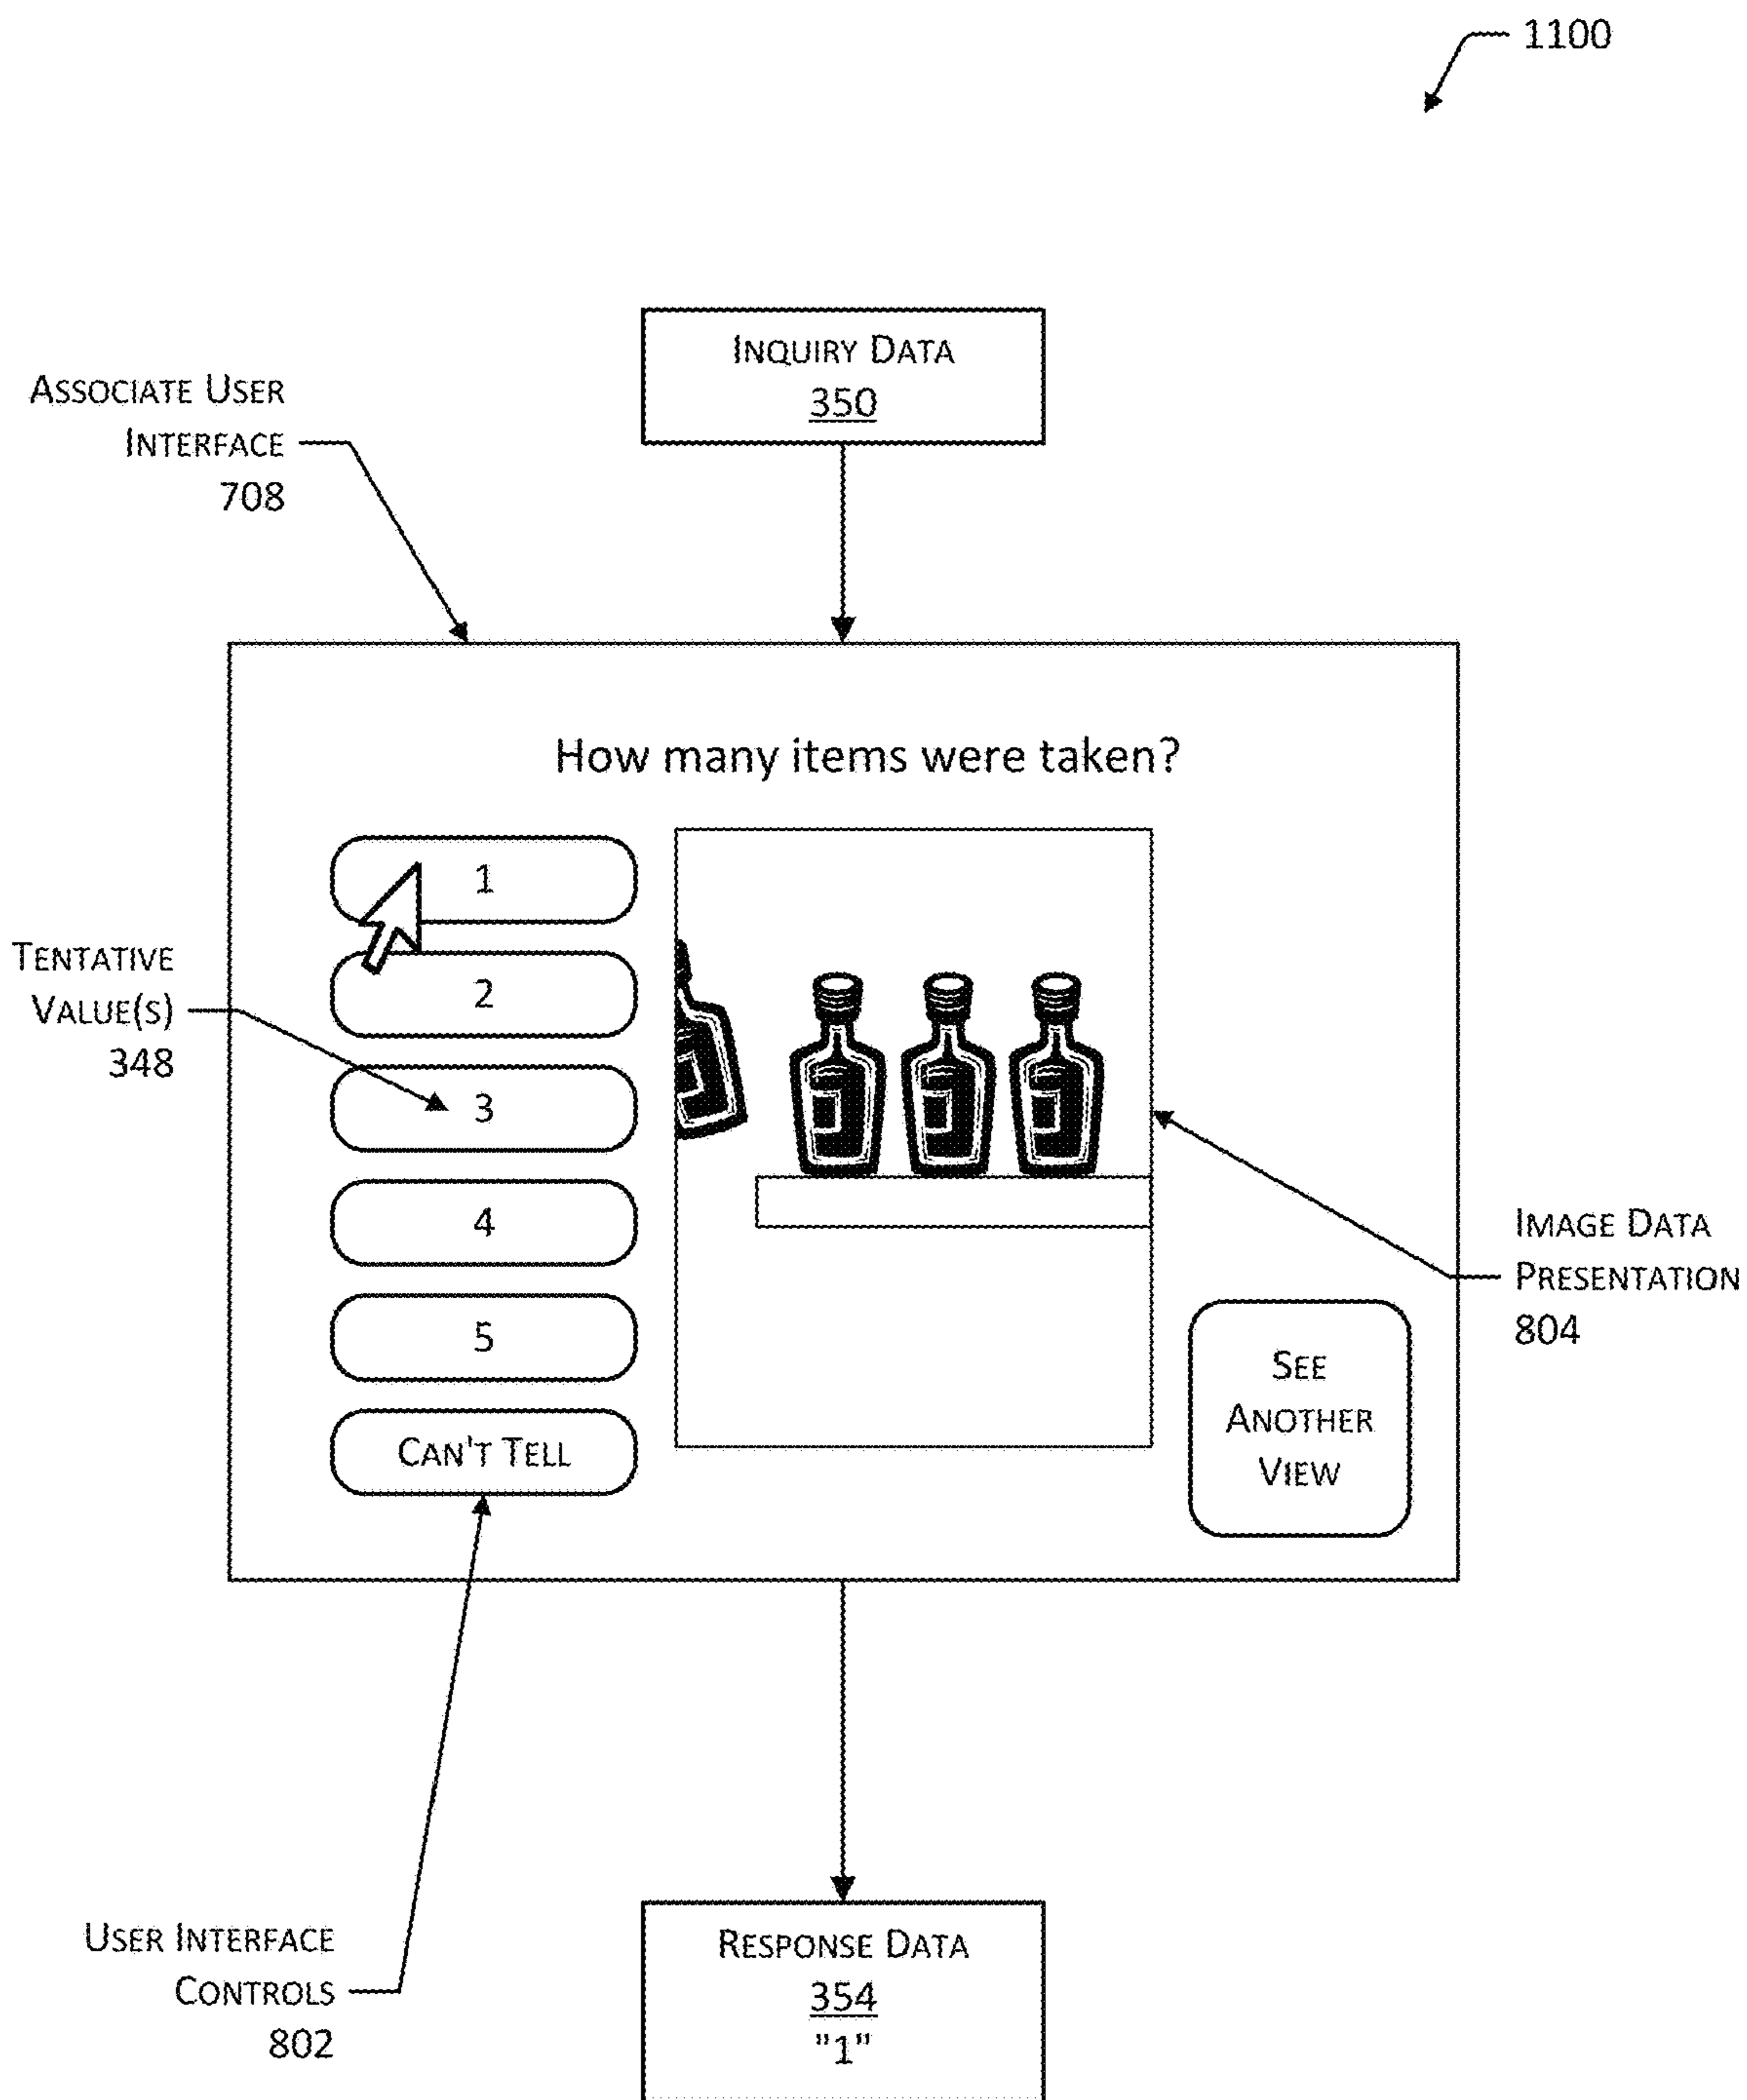 1100
INQUIRY DATA
350
ASSOCIATE USER
INTERFACE
708
How many items were taken?
1
2
3
4
5
CAN'T TELL
TENTATIVE
VALUE(S)
348
IMAGE DATA
PRESENTATION
804
SEE
ANOTHER
VIEW
USER INTERFACE
CONTROLS
802
RESPONSE DATA
354
"1"